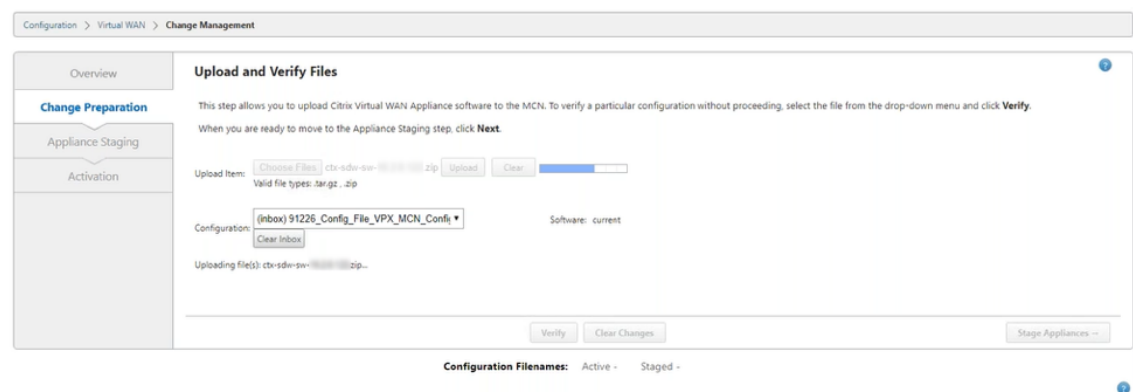 Configuration > Virtual WAN > Change Management
Overview
Upload and Verify Files
Change Preparation
This step allows you to upload Citrix Virtual WAN Appliance software to the MCN. To verify a particular configuration without proceeding, select the file from the drop-down menu and click Verify.
When you are ready to move to the Appliance Staging step, click Next.
Appliance Staging
Activation
Upload Item: Choose Files ctx-sdw-sw- .zip Upload Clear
Valid file types: .tar.gz , .zip
Configuration: (inbox) 91226_Config_File_VPX_MCN_Config Software: current
Clear Inbox
Uploading file(s): ctx-sdw-sw- zip...
Verify Clear Changes Stage Appliances
Configuration Filenames: Active - Staged -